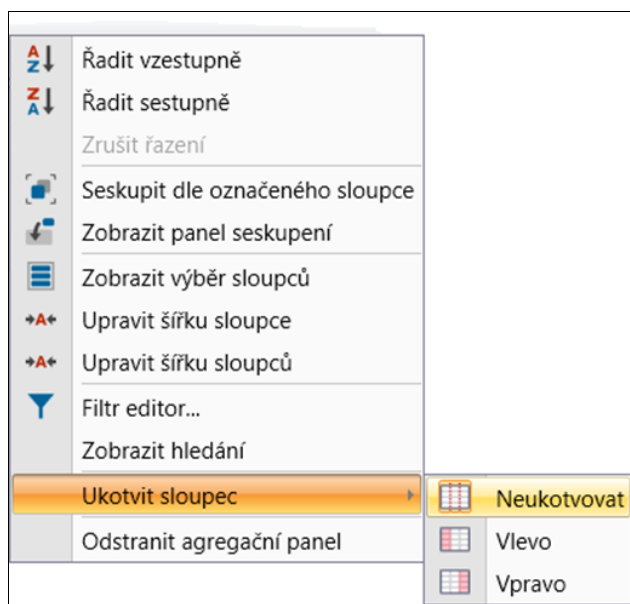 Řadit vzestupně
Řadit sestupně
Zrušit řazení
Seskupit dle označeného sloupce
Zobrazit panel seskupení
Zobrazit výběr sloupců
Upravit šířku sloupce
Upravit šířku sloupců
Filtr editor...
Zobrazit hledání
Ukotvit sloupec
Neukotvovat
Odstranit agregační panel
Vlevo
Vpravo